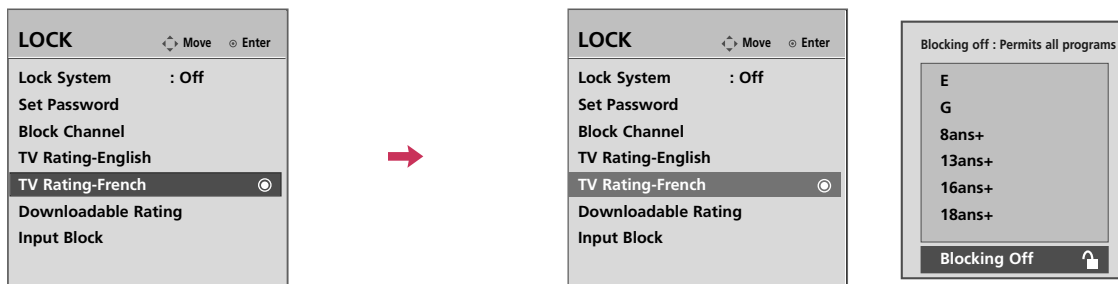 LOCK Move Enter
Lock System : Off
Set Password
Block Channel
TV Rating-English
TV Rating-French
Downloadable Rating
Input Block
LOCK Move Enter
Lock System : Off
Set Password
Block Channel
TV Rating-English
TV Rating-French
Downloadable Rating
Input Block
Blocking off : Permits all programs
E
G
8ans+
13ans+
16ans+
18ans+
Blocking Off